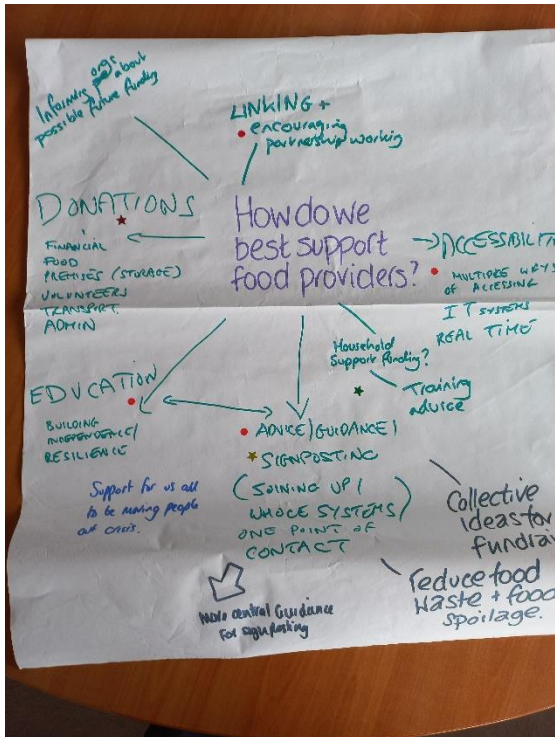 Informing orgs about
possible future funding
LINKING +
encouraging
partnership working
DONATIONS
FINANCIAL
FOOD
PREMISES (STORAGE)
VOLUNTEERS
TRANSPORT
ADMIN
How do we
best support
food providers?
ACCESSABILIT
MULTIPLE WAYS
OF ACCESSING
IT SYSTEMS
REAL TIME
Household
Support funding?
Training
advice
EDUCATION
BUILDING
INDEPENDENCE/
RESILIENCE
ADVICE/GUIDANCE/
SIGNPOSTING
(JOINING UP/
WHOLE SYSTEMS)
ONE POINT OF
CONTACT
Support for us all
to be moving people
out crisis.
More central Guidance
for signposting
Collective
ideas for
fundrai
reduce food
waste + food
spoilage.